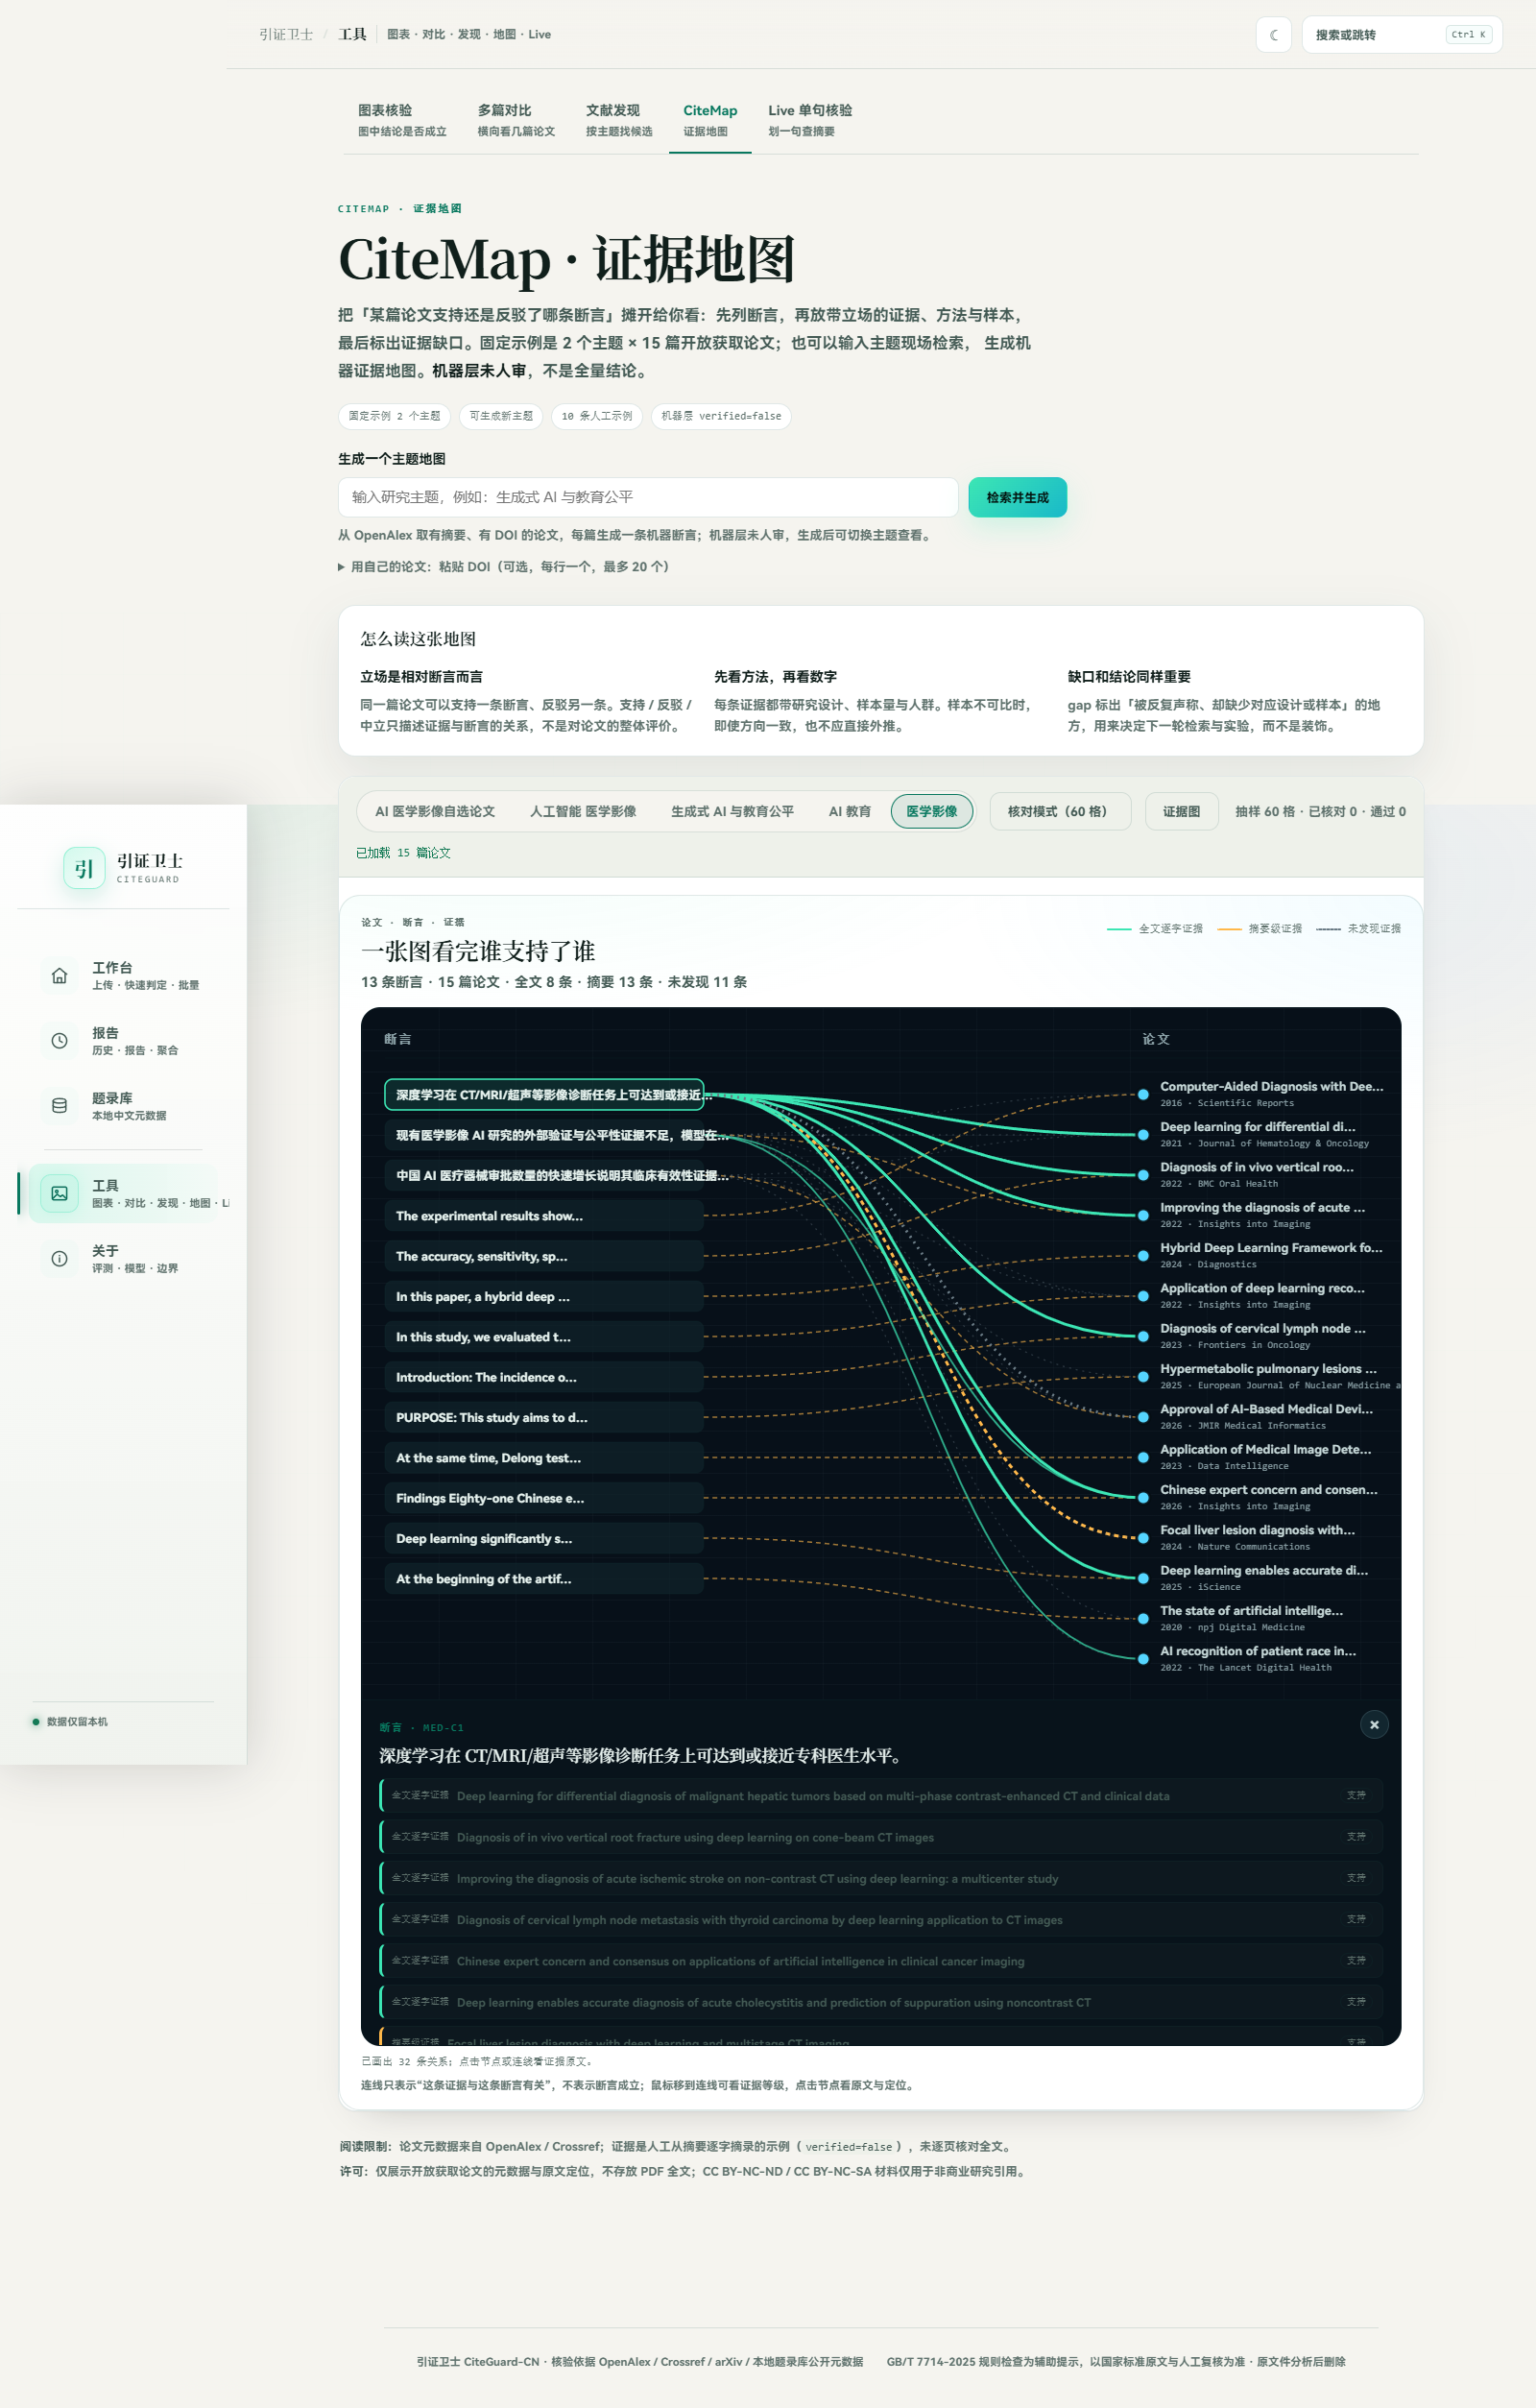 引证卫士 / 工具 图表 · 对比 · 发现 · 地图 · Live
☾
搜索或跳转 Ctrl K
图表核验 多篇对比 文献发现 CiteMap Live 单句核验
图中结论是否成立 横向看几篇论文 按主题找候选 证据地图 划一句查摘要
CITEMAP · 证据地图
CiteMap · 证据地图
把「某篇论文支持还是反驳了哪条断言」摊开给你看：先列断言，再放带立场的证据、方法与样本，
最后标出证据缺口。固定示例是 2 个主题 × 15 篇开放获取论文；也可以输入主题现场检索， 生成机
器证据地图。机器层未人审，不是全量结论。
固定示例 2 个主题 可生成新主题 10 条人工示例 机器层 verified=false
生成一个主题地图
输入研究主题，例如：生成式 AI 与教育公平 检索并生成
从 OpenAlex 取有摘要、有 DOI 的论文，每篇生成一条机器断言；机器层未人审，生成后可切换主题查看。
▶ 用自己的论文：粘贴 DOI（可选，每行一个，最多 20 个）
怎么读这张地图
立场是相对断言而言
同一篇论文可以支持一条断言、反驳另一条。支持 / 反驳 /
中立只描述证据与断言的关系，不是对论文的整体评价。
先看方法，再看数字
每条证据都带研究设计、样本量与人群。样本不可比时，
即使方向一致，也不应直接外推。
缺口和结论同样重要
gap 标出「被反复声称、却缺少对应设计或样本」的地
方，用来决定下一轮检索与实验，而不是装饰。
AI 医学影像自选论文 人工智能 医学影像 生成式 AI 与教育公平 AI 教育 医学影像 核对模式（60 格） 证据图 抽样 60 格 · 已核对 0 · 通过 0
已加载 15 篇论文
引 引证卫士
CITEGUARD
工作台
上传 · 快速判定 · 批量
报告
历史 · 报告 · 聚合
题录库
本地中文元数据
工具
图表 · 对比 · 发现 · 地图 · Li
关于
评测 · 模型 · 边界
数据仅留本机
论文 · 断言 · 证据
一张图看完谁支持了谁
13 条断言 · 15 篇论文 · 全文 8 条 · 摘要 13 条 · 未发现 11 条
全文逐字证据 摘要级证据 未发现证据
断言
深度学习在 CT/MRI/超声等影像诊断任务上可达到或接近…
现有医学影像 AI 研究的外部验证与公平性证据不足，模型在…
中国 AI 医疗器械审批数量的快速增长说明其临床有效性证据…
The experimental results show…
The accuracy, sensitivity, sp…
In this paper, a hybrid deep …
In this study, we evaluated t…
Introduction: The incidence o…
PURPOSE: This study aims to d…
At the same time, Delong test…
Findings Eighty-one Chinese e…
Deep learning significantly s…
At the beginning of the artif…
论文
Computer-Aided Diagnosis with Dee…
2016 · Scientific Reports
Deep learning for differential di…
2021 · Journal of Hematology & Oncology
Diagnosis of in vivo vertical roo…
2022 · BMC Oral Health
Improving the diagnosis of acute …
2022 · Insights into Imaging
Hybrid Deep Learning Framework fo…
2024 · Diagnostics
Application of deep learning reco…
2022 · Insights into Imaging
Diagnosis of cervical lymph node …
2023 · Frontiers in Oncology
Hypermetabolic pulmonary lesions …
2025 · European Journal of Nuclear Medicine a
Approval of AI-Based Medical Devi…
2026 · JMIR Medical Informatics
Application of Medical Image Dete…
2023 · Data Intelligence
Chinese expert concern and consen…
2026 · Insights into Imaging
Focal liver lesion diagnosis with…
2024 · Nature Communications
Deep learning enables accurate di…
2025 · iScience
The state of artificial intellige…
2020 · npj Digital Medicine
AI recognition of patient race in…
2022 · The Lancet Digital Health
断言 · MED-C1
×
深度学习在 CT/MRI/超声等影像诊断任务上可达到或接近专科医生水平。
全文逐字证据 Deep learning for differential diagnosis of malignant hepatic tumors based on multi-phase contrast-enhanced CT and clinical data 支持
全文逐字证据 Diagnosis of in vivo vertical root fracture using deep learning on cone-beam CT images 支持
全文逐字证据 Improving the diagnosis of acute ischemic stroke on non-contrast CT using deep learning: a multicenter study 支持
全文逐字证据 Diagnosis of cervical lymph node metastasis with thyroid carcinoma by deep learning application to CT images 支持
全文逐字证据 Chinese expert concern and consensus on applications of artificial intelligence in clinical cancer imaging 支持
全文逐字证据 Deep learning enables accurate diagnosis of acute cholecystitis and prediction of suppuration using noncontrast CT 支持
摘要级证据 Focal liver lesion diagnosis with deep learning and multistage CT imaging 支持
已画出 32 条关系；点击节点或连线看证据原文。
连线只表示“这条证据与这条断言有关”，不表示断言成立；鼠标移到连线可看证据等级，点击节点看原文与定位。
阅读限制：论文元数据来自 OpenAlex / Crossref；证据是人工从摘要逐字摘录的示例（ verified=false ），未逐页核对全文。
许可：仅展示开放获取论文的元数据与原文定位，不存放 PDF 全文；CC BY-NC-ND / CC BY-NC-SA 材料仅用于非商业研究引用。
引证卫士 CiteGuard-CN · 核验依据 OpenAlex / Crossref / arXiv / 本地题录库公开元数据 GB/T 7714-2025 规则检查为辅助提示，以国家标准原文与人工复核为准 · 原文件分析后删除